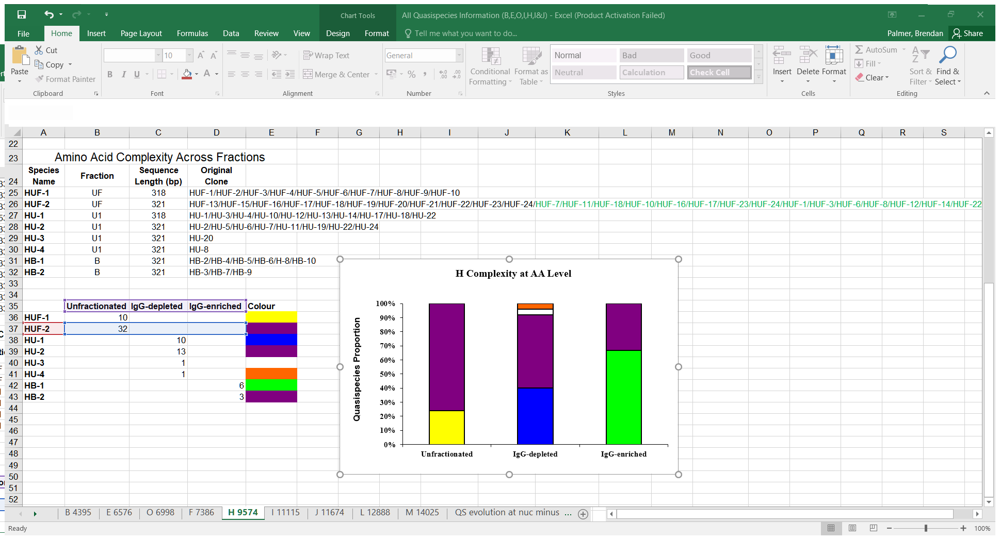 Chart Tools
All Quasispecies Information (B,E,O,I,H,I&J) - Excel (Product Activation Failed)
File Home Insert Page Layout Formulas Data Review View Design Format Tell me what you want to do... Palmer, Brendan Share
Paste
Cut
Copy
Format Painter
Clipboard
10
B I U
Font
Wrap Text
Merge & Center
Alignment
General
% ,
Number
Conditional Formatting
Format as Table
Normal Bad Good
Neutral Calculation Check Cell
Styles
Insert Delete Format
Cells
AutoSum
Fill
Clear
Sort & Filter
Find & Select
Editing
A B C D E F G H I J K L M N O P Q R S
22
23 Amino Acid Complexity Across Fractions
24 Species Name Fraction Sequence Length (bp) Original Clone
25 HUF-1 UF 318 HUF-1/HUF-2/HUF-3/HUF-4/HUF-5/HUF-6/HUF-7/HUF-8/HUF-9/HUF-10
26 HUF-2 UF 321 HUF-13/HUF-15/HUF-16/HUF-17/HUF-18/HUF-19/HUF-20/HUF-21/HUF-22/HUF-23/HUF-24/HUF-7/HUF-11/HUF-18/HUF-10/HUF-16/HUF-17/HUF-23/HUF-24/HUF-1/HUF-3/HUF-6/HUF-8/HUF-12/HUF-14/HUF-22
27 HU-1 U1 318 HU-1/HU-3/HU-4/HU-10/HU-12/HU-13/HU-14/HU-17/HU-18/HU-22
28 HU-2 U1 321 HU-2/HU-5/HU-6/HU-7/HU-11/HU-19/HU-22/HU-24
29 HU-3 U1 321 HU-20
30 HU-4 U1 321 HU-8
31 HB-1 B 321 HB-2/HB-4/HB-5/HB-6/H-8/HB-10
32 HB-2 B 321 HB-3/HB-7/HB-9
33
34
35 Unfractionated IgG-depleted IgG-enriched Colour
36 HUF-1 10
37 HUF-2 32
38 HU-1 10
39 HU-2 13
40 HU-3 1
41 HU-4 1
42 HB-1 6
43 HB-2 3
44
45
46
47
48
49
50
51
52
H Complexity at AA Level
Quasispecies Proportion
100%
90%
80%
70%
60%
50%
40%
30%
20%
10%
0%
Unfractionated IgG-depleted IgG-enriched
B 4395 E 6576 O 6998 F 7386 H 9574 I 11115 J 11674 L 12888 M 14025 QS evolution at nuc minus ...
Ready
100%